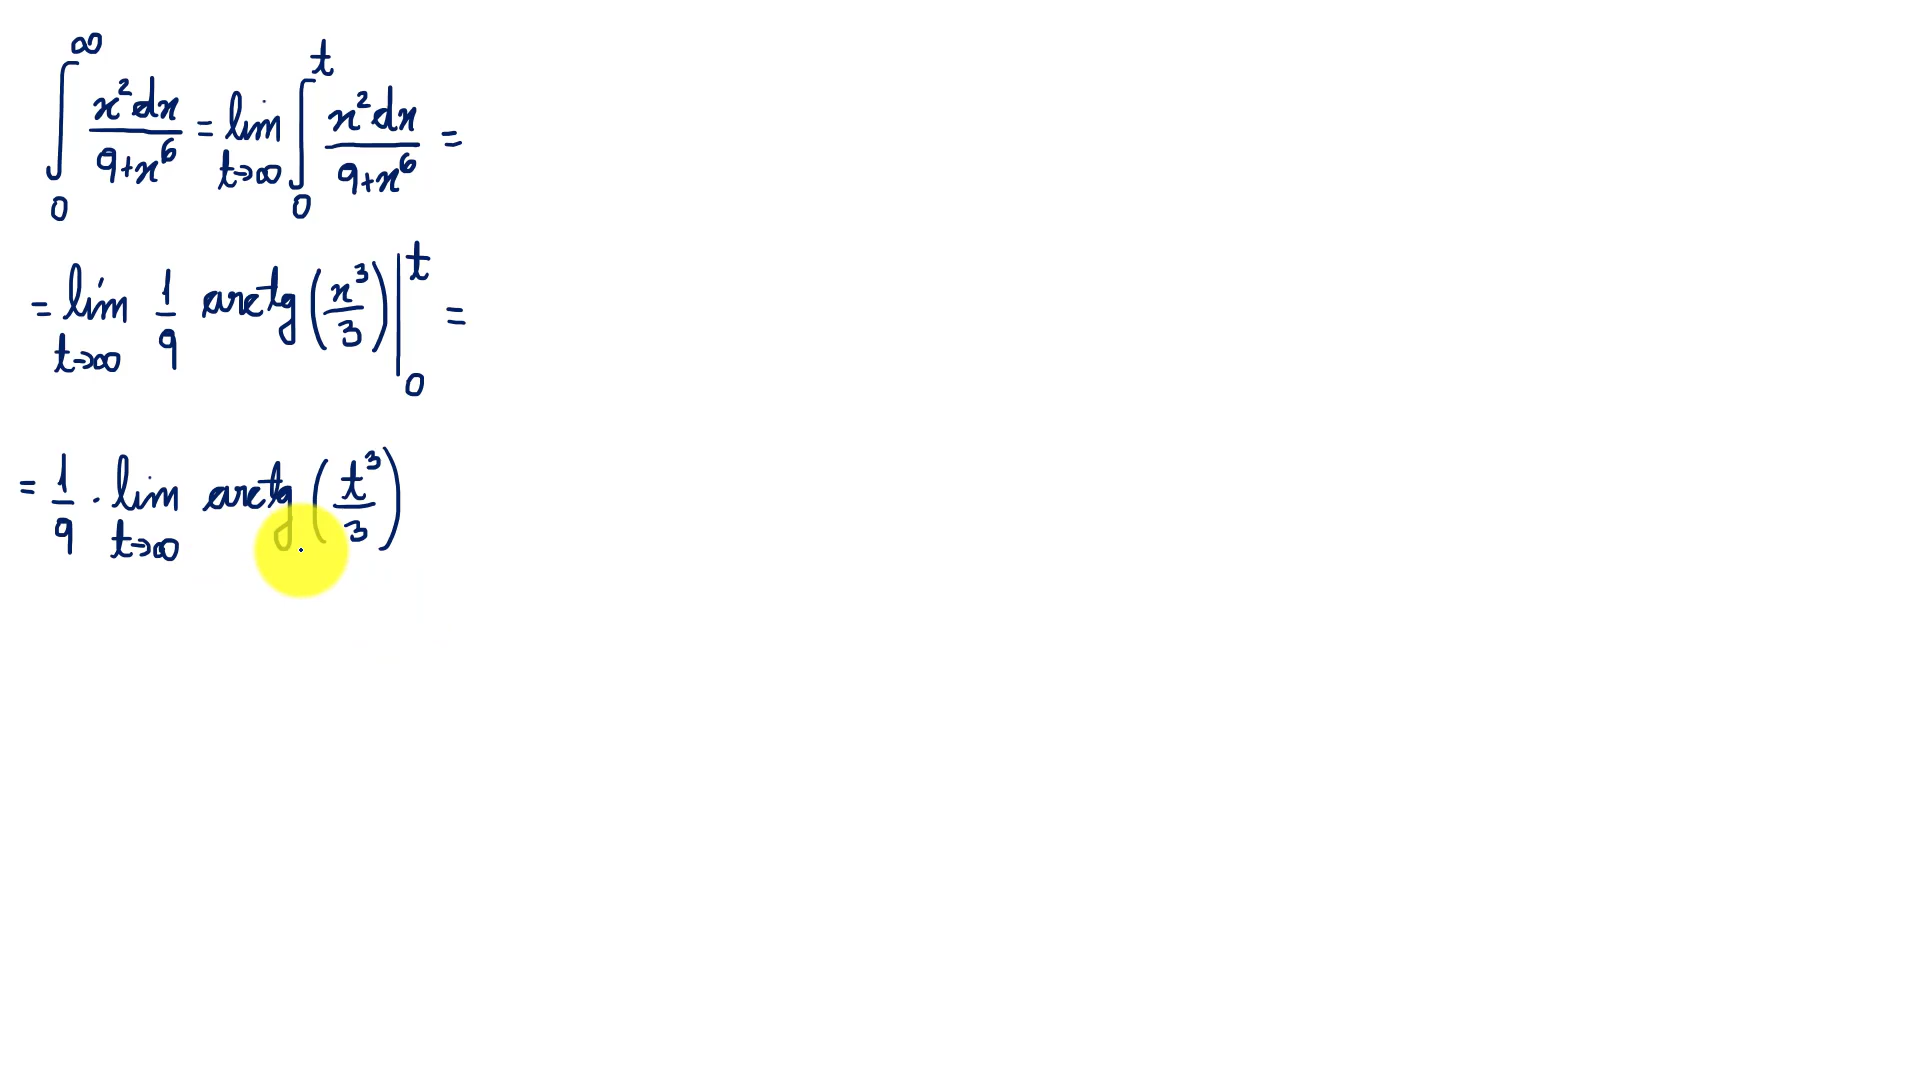 ∫₀^∞ x²dx/(9+x⁶) = lim_{t→∞} ∫₀^t x²dx/(9+x⁶) =
= lim_{t→∞} 1/9 arctg(x³/3) |₀^t =
= 1/9 · lim_{t→∞} arctg(t³/3)